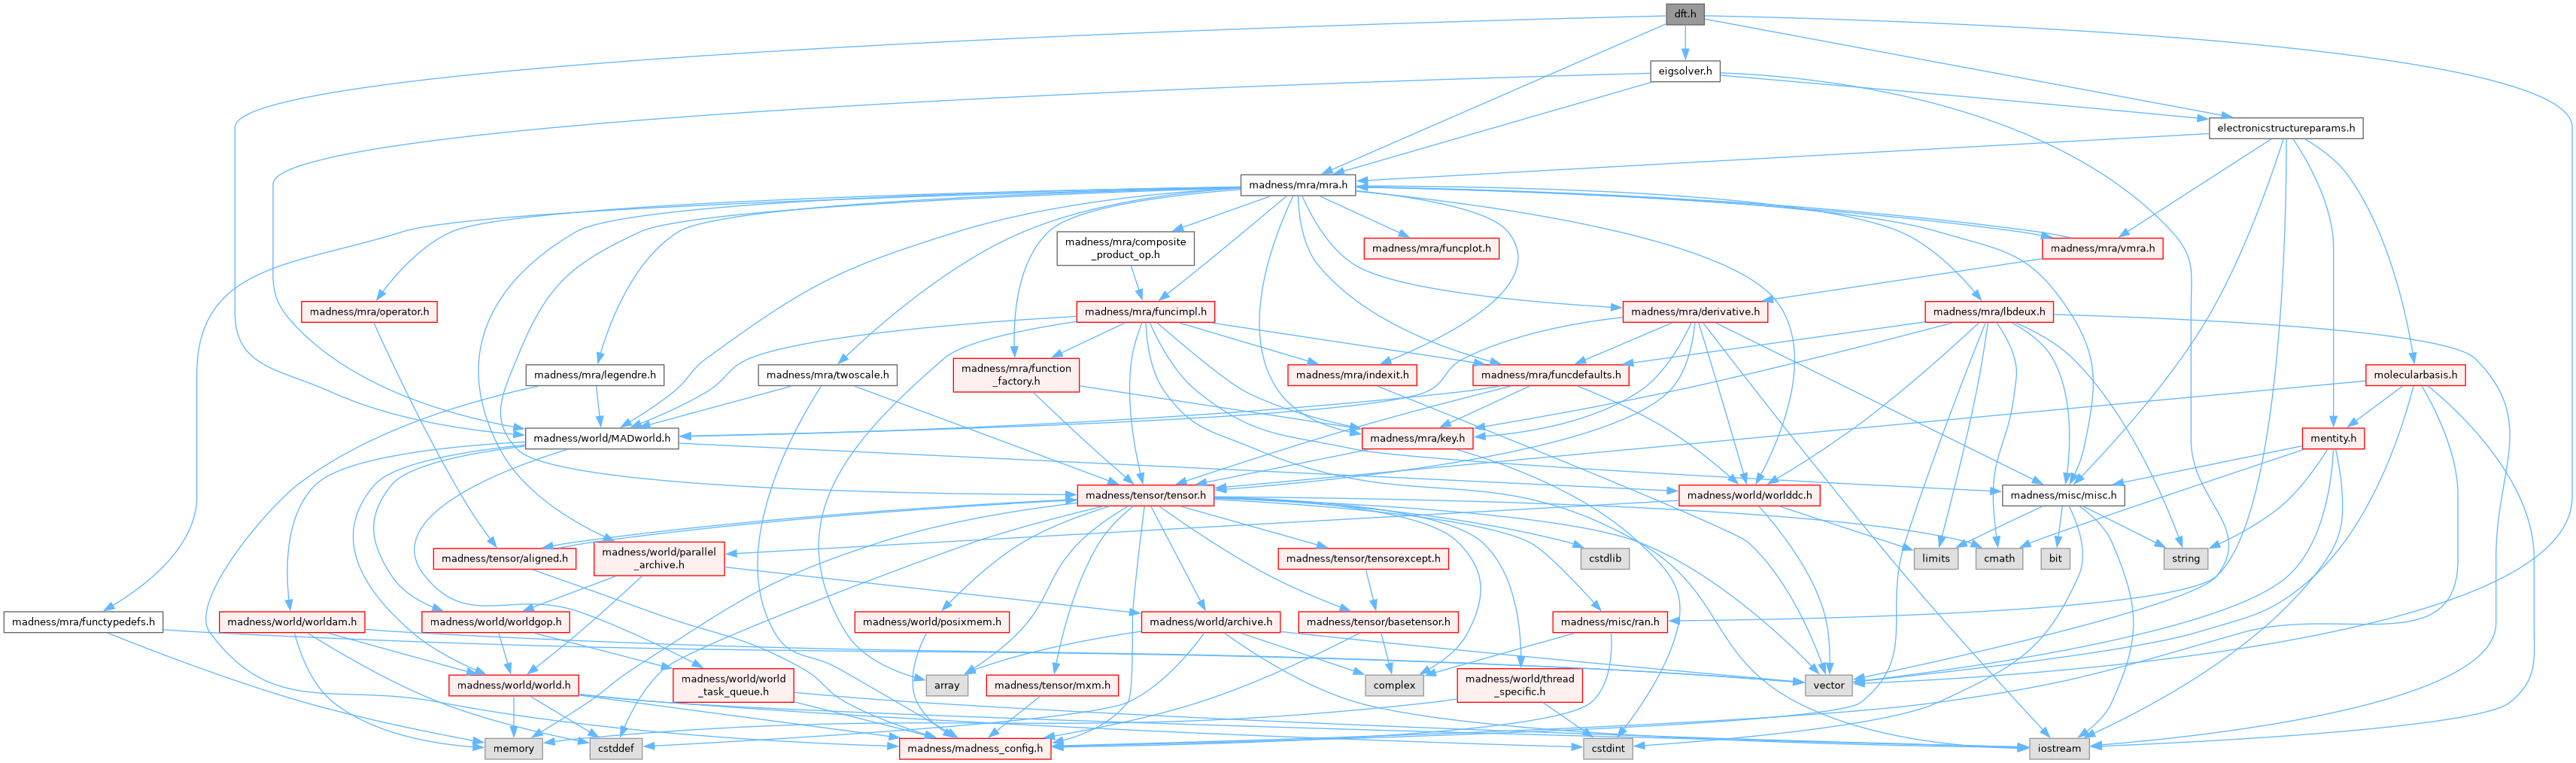 dft.h
eigsolver.h
electronicstructureparams.h
madness/mra/mra.h
madness/mra/composite
_product_op.h
madness/mra/funcplot.h
madness/mra/vmra.h
madness/mra/operator.h
madness/mra/funcimpl.h
madness/mra/derivative.h
madness/mra/lbdeux.h
madness/mra/legendre.h
madness/mra/twoscale.h
madness/mra/function
_factory.h
madness/mra/indexit.h
madness/mra/funcdefaults.h
molecularbasis.h
madness/world/MADworld.h
madness/mra/key.h
mentity.h
madness/tensor/tensor.h
madness/world/worlddc.h
madness/misc/misc.h
madness/tensor/aligned.h
madness/world/parallel
_archive.h
madness/tensor/tensorexcept.h
cstdlib
limits
cmath
bit
string
madness/mra/functypedefs.h
madness/world/worldam.h
madness/world/worldgop.h
madness/world/posixmem.h
madness/world/archive.h
madness/tensor/basetensor.h
madness/misc/ran.h
madness/world/world.h
madness/world/world
_task_queue.h
array
madness/tensor/mxm.h
complex
madness/world/thread
_specific.h
vector
memory
cstddef
madness/madness_config.h
cstdint
iostream